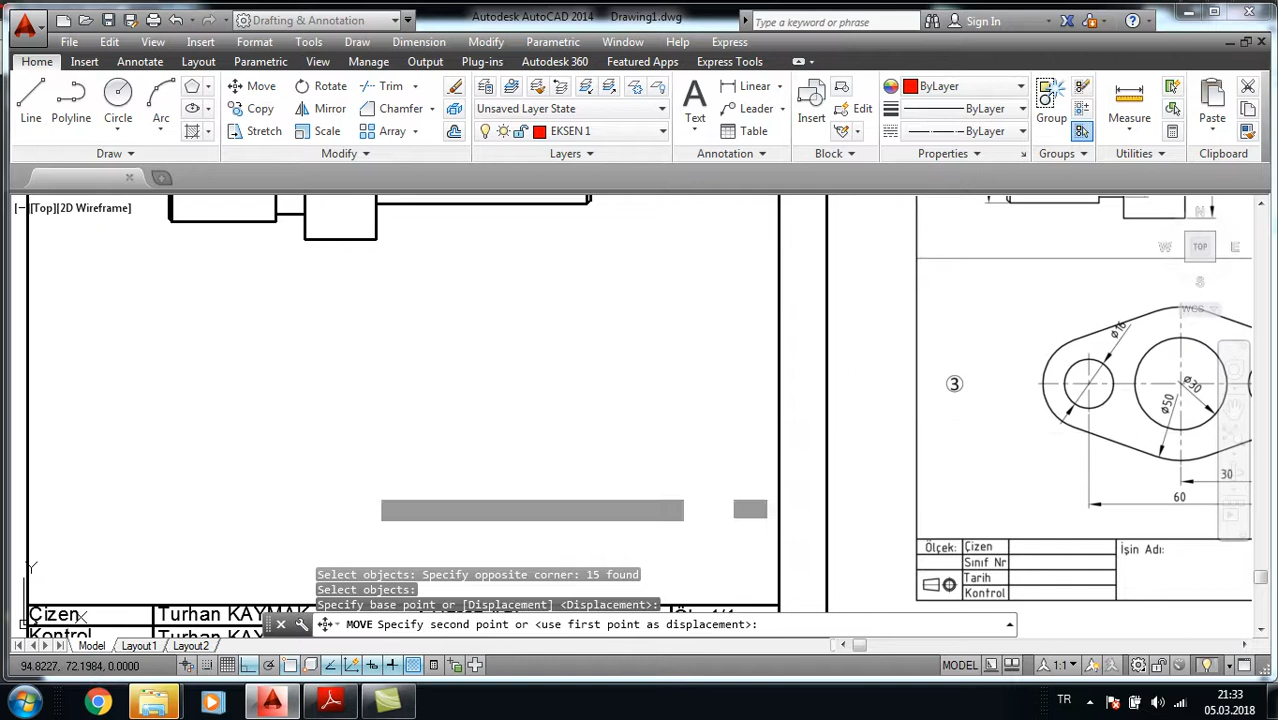 Drafting & Annotation
Autodesk AutoCAD 2014 Drawing1.dwg
Type a keyword or phrase
Sign In
File Edit View Insert Format Tools Draw Dimension Modify Parametric Window Help Express
Home Insert Annotate Layout Parametric View Manage Output Plug-ins Autodesk 360 Featured Apps Express Tools
Move Rotate Trim
Unsaved Layer State
Linear
ByLayer
Line Polyline Circle Arc
Copy Mirror Chamfer
Text
Leader
Insert
Edit
ByLayer
Group
Measure
Paste
Stretch Scale Array
EKSEN 1
Table
ByLayer
Draw Modify Layers Annotation Block Properties Groups Utilities Clipboard
[−][Top][2D Wireframe]
N
W TOP E
S
WCS
ø16
ø30
ø50
3
30
60
Y
X
Ölçek: Çizen İşin Adı:
Sınıf Nr
Tarih
Kontrol
Select objects: Specify opposite corner: 15 found
Select objects:
Specify base point or [Displacement] <Displacement>:
MOVE Specify second point or <use first point as displacement>:
Çizen Turhan KAYMAK
Kontrol
Model Layout1 Layout2
94.8227, 72.1984, 0.0000
MODEL
1:1
TR
21:33
05.03.2018